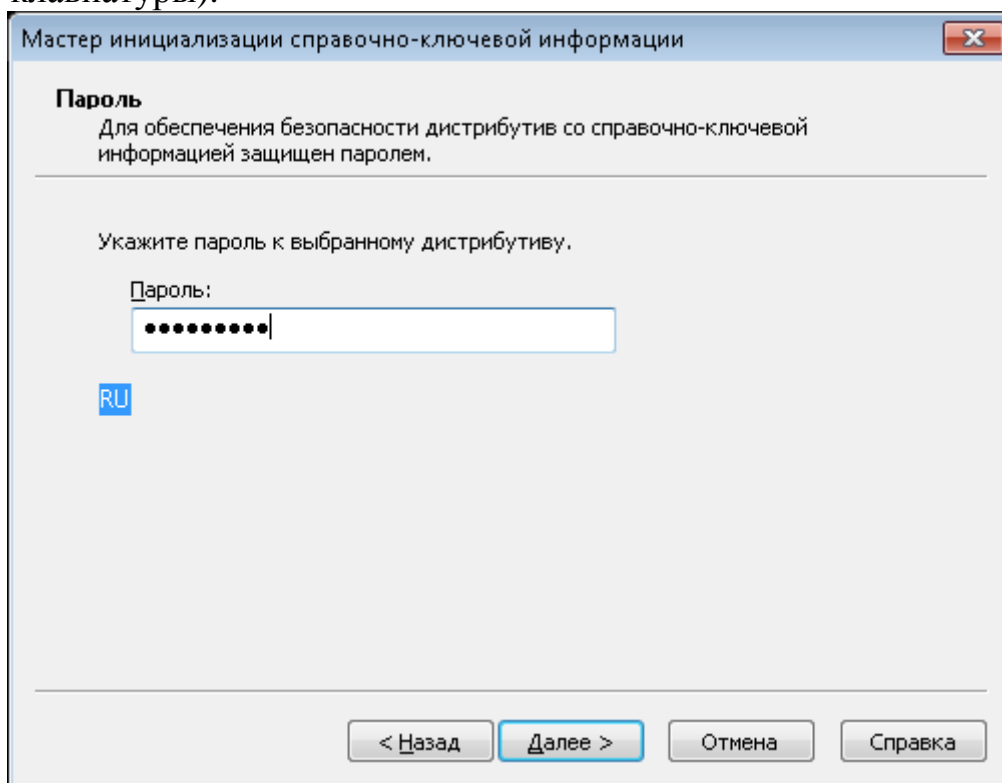 клавиатуры).
Мастер инициализации справочно-ключевой информации
Пароль
Для обеспечения безопасности дистрибутив со справочно-ключевой
информацией защищен паролем.
Укажите пароль к выбранному дистрибутиву.
Пароль:
•••••••••
RU
< Назад Далее > Отмена Справка